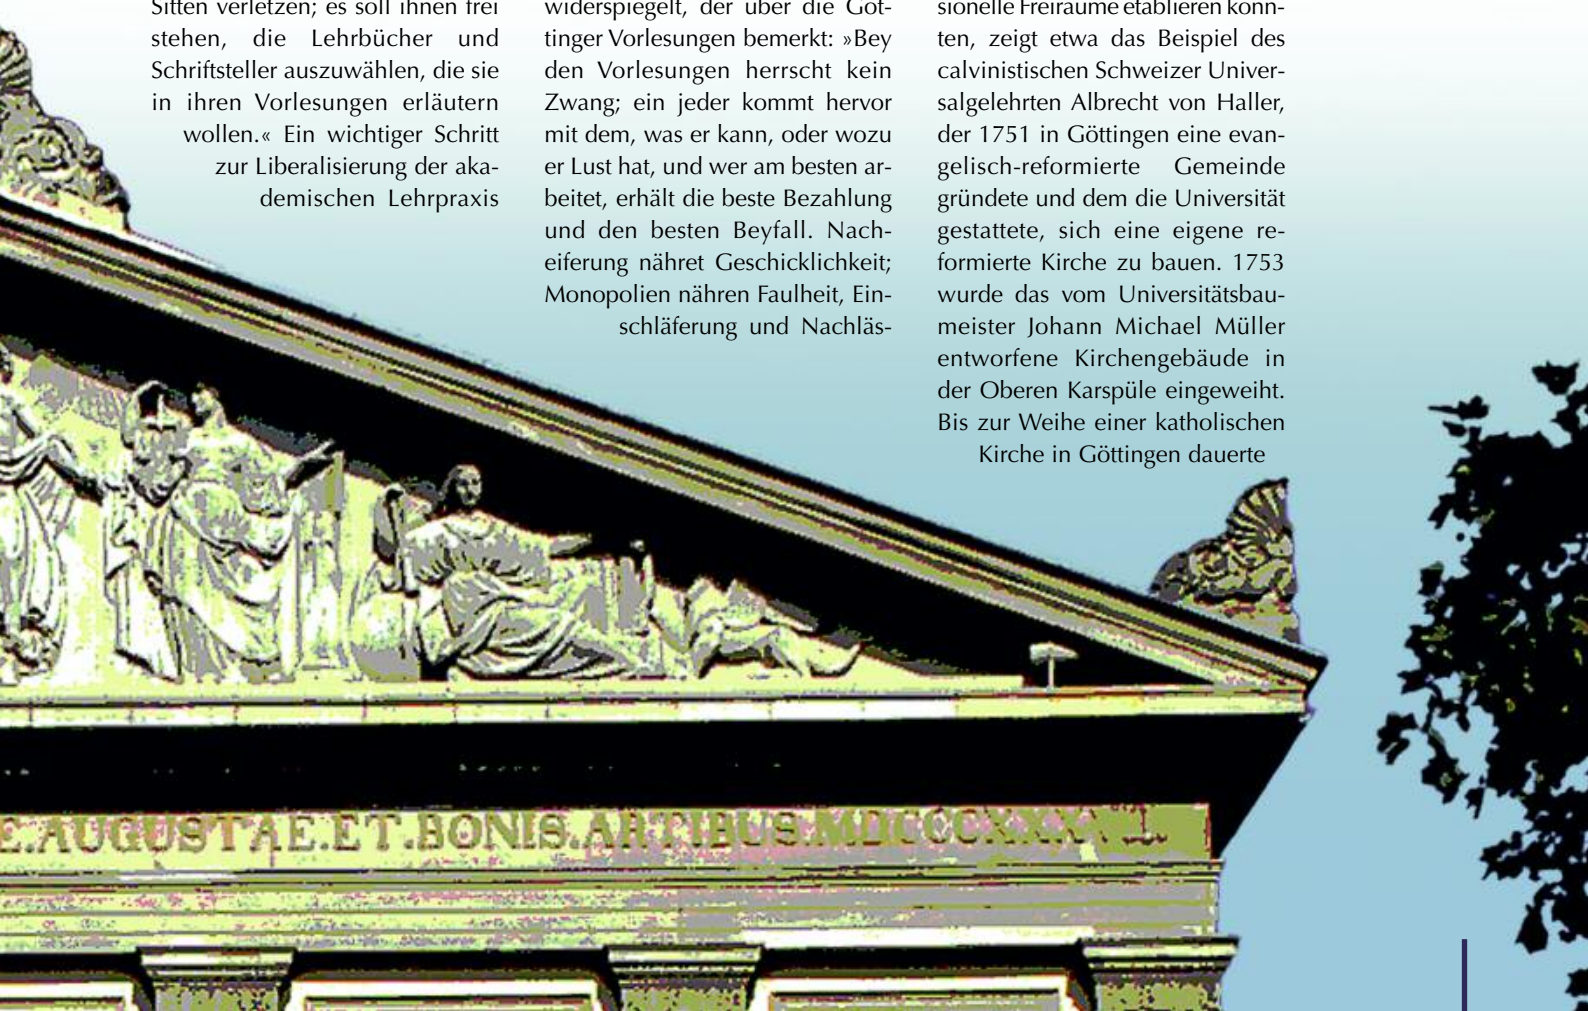 Sitten verletzen; es soll ihnen frei
stehen, die Lehrbücher und
Schriftsteller auszuwählen, die sie
in ihren Vorlesungen erläutern
wollen.« Ein wichtiger Schritt
zur Liberalisierung der aka-
demischen Lehrpraxis
widerspiegelt, der über die Göt-
tinger Vorlesungen bemerkt: »Bey
den Vorlesungen herrscht kein
Zwang; ein jeder kommt hervor
mit dem, was er kann, oder wozu
er Lust hat, und wer am besten ar-
beitet, erhält die beste Bezahlung
und den besten Beyfall. Nach-
eiferung nähret Geschicklichkeit;
Monopolien nähren Faulheit, Ein-
schläferung und Nachläs-
sionelle Freiräume etablieren konn-
ten, zeigt etwa das Beispiel des
calvinistischen Schweizer Univer-
salgelehrten Albrecht von Haller,
der 1751 in Göttingen eine evan-
gelisch-reformierte Gemeinde
gründete und dem die Universität
gestattete, sich eine eigene re-
formierte Kirche zu bauen. 1753
wurde das vom Universitätsbau-
meister Johann Michael Müller
entworfene Kirchengebäude in
der Oberen Karspüle eingeweiht.
Bis zur Weihe einer katholischen
Kirche in Göttingen dauerte
E.AUGUSTAE.ET.BONIS.ARTIBUS.